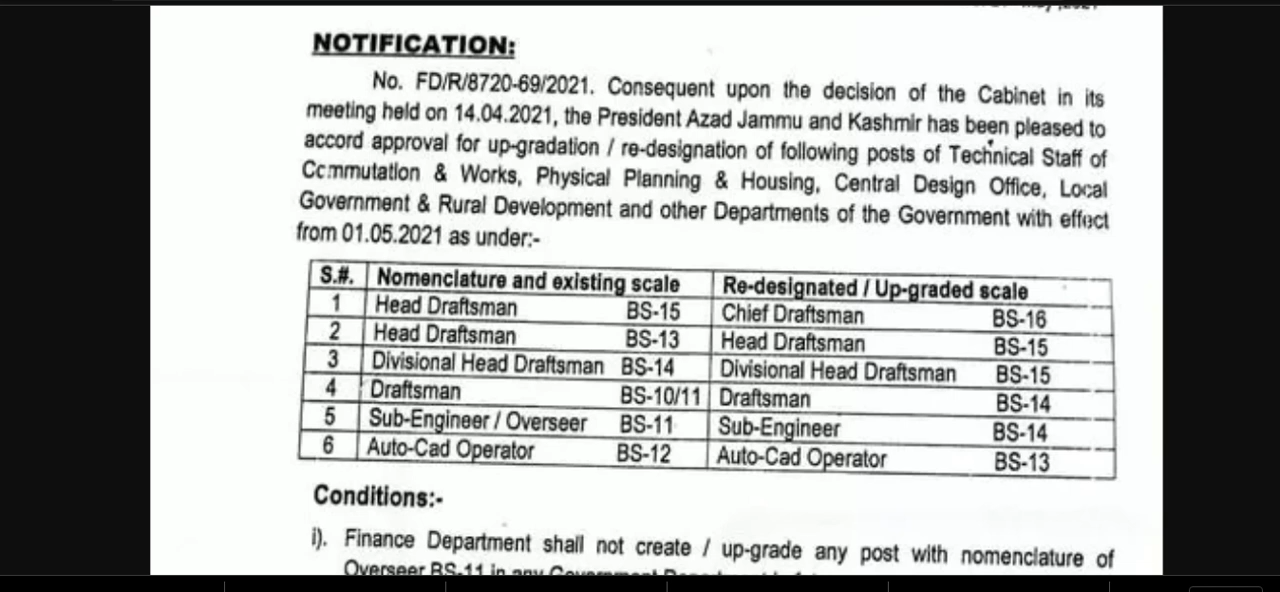 NOTIFICATION:
No. FD/R/8720-69/2021. Consequent upon the decision of the Cabinet in its
meeting held on 14.04.2021, the President Azad Jammu and Kashmir has been pleased to
accord approval for up-gradation / re-designation of following posts of Technical Staff of
Commutation & Works, Physical Planning & Housing, Central Design Office, Local
Government & Rural Development and other Departments of the Government with effect
from 01.05.2021 as under:-
S.#. Nomenclature and existing scale Re-designated / Up-graded scale
1 Head Draftsman BS-15 Chief Draftsman BS-16
2 Head Draftsman BS-13 Head Draftsman BS-15
3 Divisional Head Draftsman BS-14 Divisional Head Draftsman BS-15
4 Draftsman BS-10/11 Draftsman BS-14
5 Sub-Engineer / Overseer BS-11 Sub-Engineer BS-14
6 Auto-Cad Operator BS-12 Auto-Cad Operator BS-13
Conditions:-
i). Finance Department shall not create / up-grade any post with nomenclature of
Overseer BS-11 in any